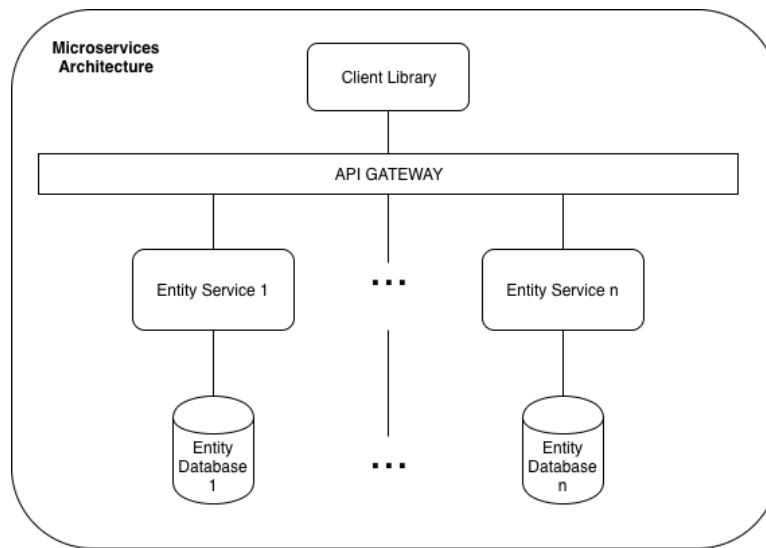 Microservices
Architecture
Client Library
API GATEWAY
Entity Service 1
...
Entity Service n
Entity
Database
1
...
Entity
Database
n